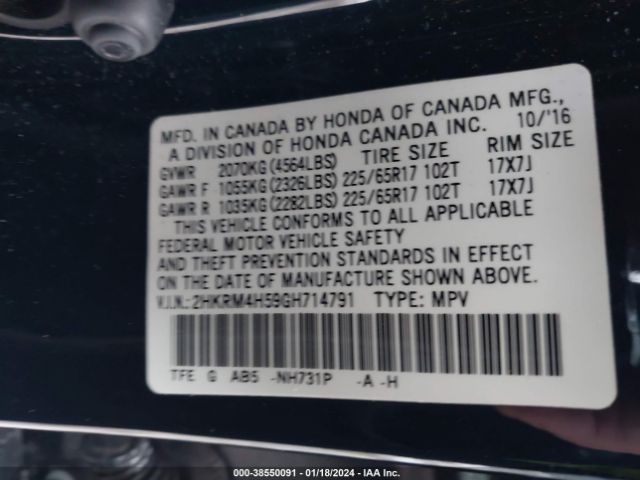 MFD. IN CANADA BY HONDA OF CANADA MFG.,
A DIVISION OF HONDA CANADA INC. 10/'16
GVWR 2070KG(4564LBS) TIRE SIZE RIM SIZE
GAWR F 1055KG(2326LBS) 225/65R17 102T 17X7J
GAWR R 1035KG(2282LBS) 225/65R17 102T 17X7J
THIS VEHICLE CONFORMS TO ALL APPLICABLE
FEDERAL MOTOR VEHICLE SAFETY
AND THEFT PREVENTION STANDARDS IN EFFECT
ON THE DATE OF MANUFACTURE SHOWN ABOVE.
V.I.N.:2HKRM4H59GH714791 TYPE: MPV
TFE G AB5 -NH731P -A -H
000-38550091 - 01/18/2024 - IAA Inc.